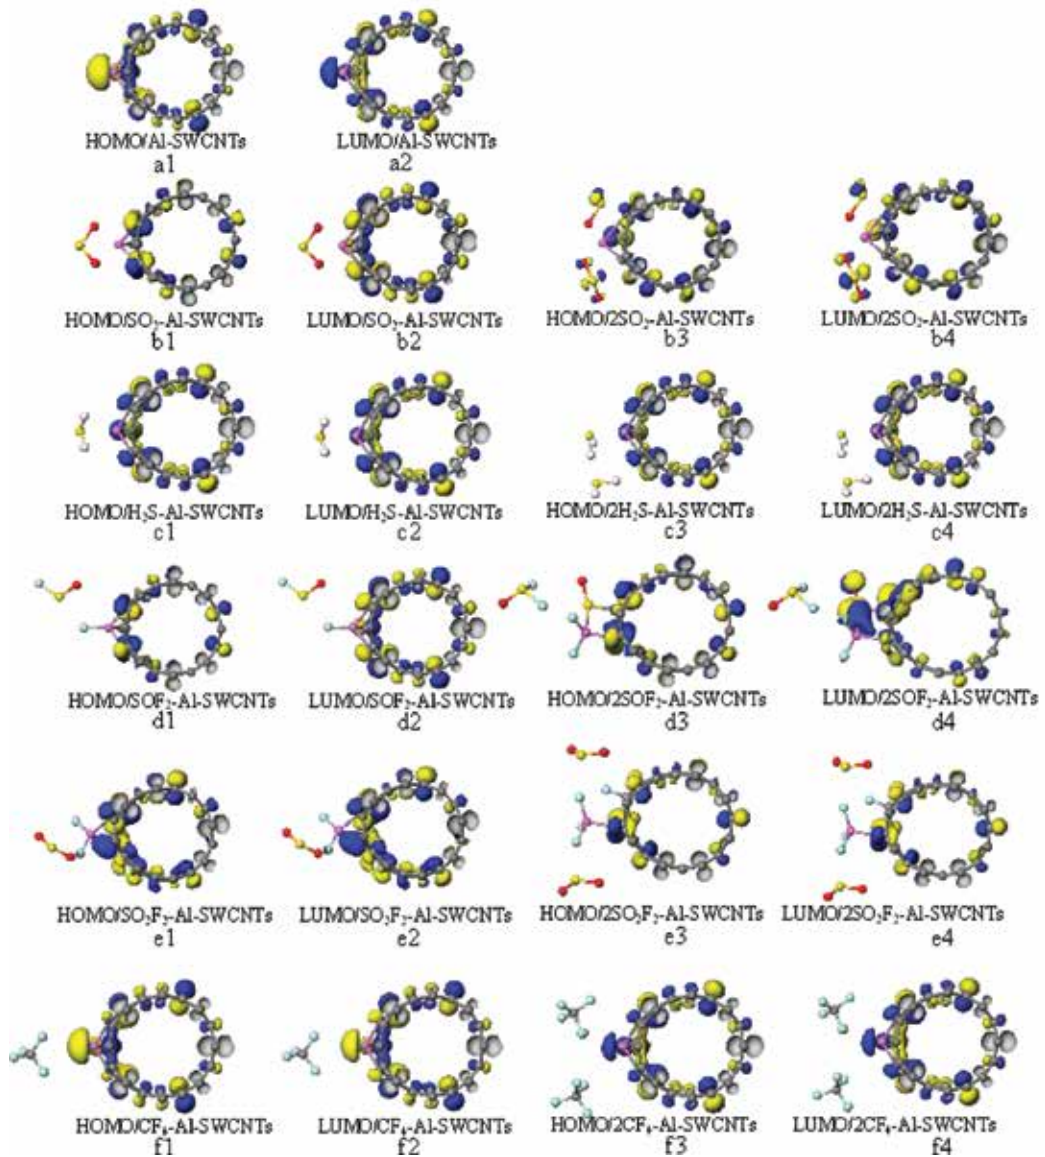 HOMO/Al-SWCNTs LUMO/Al-SWCNTs
a1 a2
HOMO/SO₂-Al-SWCNTs LUMO/SO₂-Al-SWCNTs HOMO/2SO₂-Al-SWCNTs LUMO/2SO₂-Al-SWCNTs
b1 b2 b3 b4
HOMO/H₂S-Al-SWCNTs LUMO/H₂S-Al-SWCNTs HOMO/2H₂S-Al-SWCNTs LUMO/2H₂S-Al-SWCNTs
c1 c2 c3 c4
HOMO/SOF₂-Al-SWCNTs LUMO/SOF₂-Al-SWCNTs HOMO/2SOF₂-Al-SWCNTs LUMO/2SOF₂-Al-SWCNTs
d1 d2 d3 d4
HOMO/SO₂F₂-Al-SWCNTs LUMO/SO₂F₂-Al-SWCNTs HOMO/2SO₂F₂-Al-SWCNTs LUMO/2SO₂F₂-Al-SWCNTs
e1 e2 e3 e4
HOMO/CF₄-Al-SWCNTs LUMO/CF₄-Al-SWCNTs HOMO/2CF₄-Al-SWCNTs LUMO/2CF₄-Al-SWCNTs
f1 f2 f3 f4